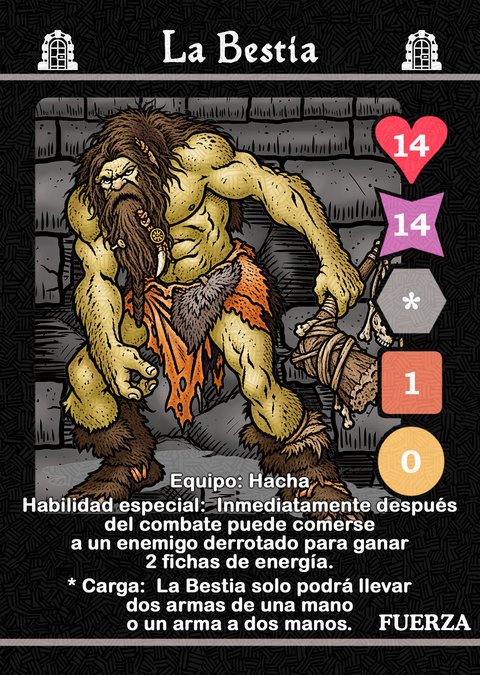 La Bestia
14
14
*
1
0
Equipo: Hacha
Habilidad especial: Inmediatamente después
del combate puede comerse
a un enemigo derrotado para ganar
2 fichas de energía.
* Carga: La Bestia solo podrá llevar
dos armas de una mano
o un arma a dos manos.
FUERZA